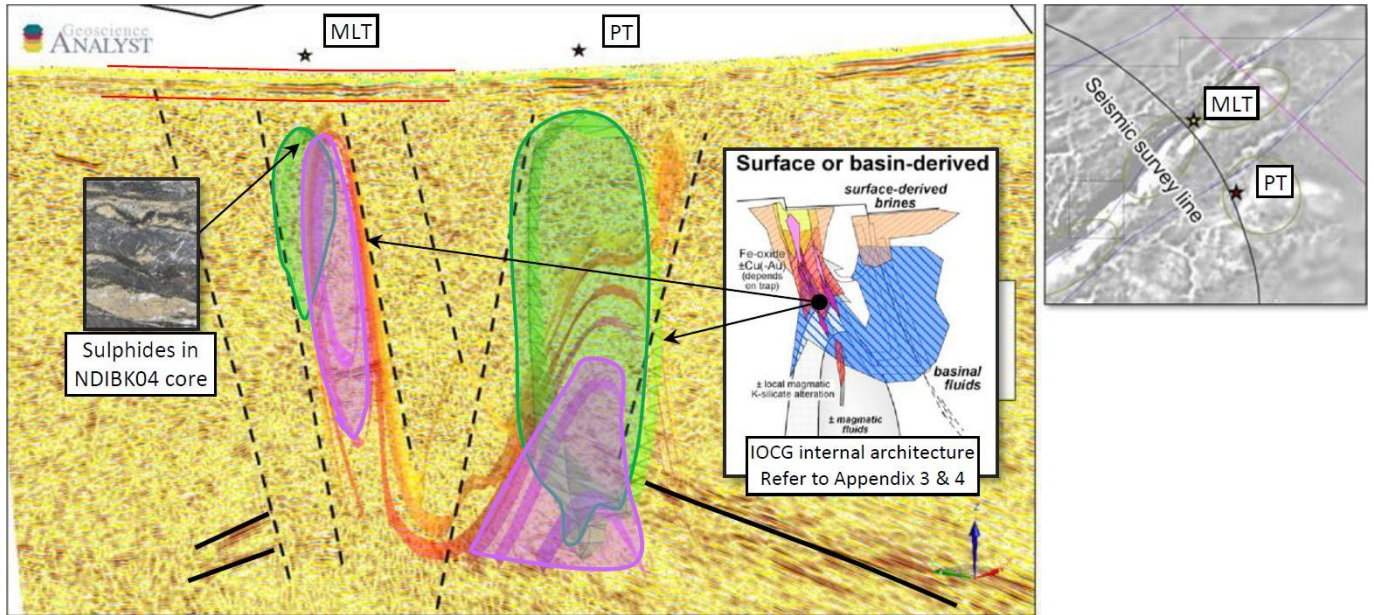 Geoscience
ANALYST
MLT
PT
Sulphides in
NDIBK04 core
Surface or basin-derived
surface-derived
brines
Fe-oxide
±Cu(-Au)
(depends
on trap)
basinal
fluids
± local magmatic
K-silicate alteration
± magmatic
fluids
IOCG internal architecture
Refer to Appendix 3 & 4
MLT
PT
Seismic survey line